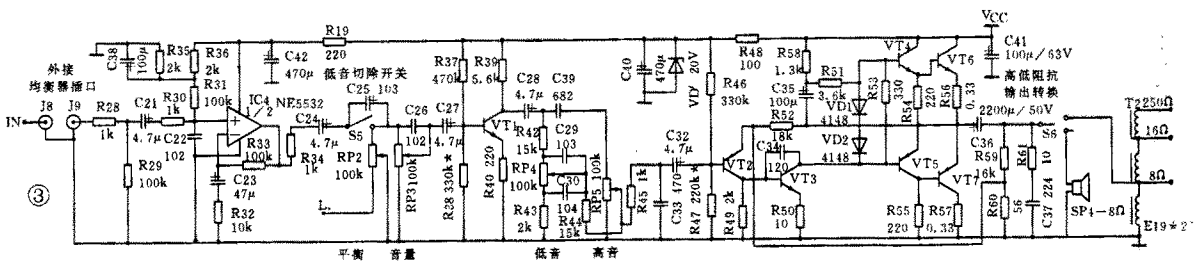 R19
220
R35
2k
R36
2k
C38
100μ
C42
470μ
R31
100k
外接
均衡器插口
J8
J9
IN
R28
1k
C21
4.7μ
R30
1k
C22
102
R29
100k
IC4
1/2
NE5532
R33
100k
C23
47μ
R32
10k
R34
1k
C24
4.7μ
低音切除开关
C25
103
S5
RP2
100k
L.
平衡
RP3
100k
音量
C26
102
C27
4.7μ
R37
470k
R28
330k*
R39
5.6k
VT1
R40
220
C28
4.7μ
C39
682
R42
15k
C29
103
RP4
100k
C30
104
R43
2k
R44
15k
低音
RP5
100k
高音
R45
1k
C40
470μ
VD
20V
C32
4.7μ
C33
470
R46
330k
R47
220k*
R48
100
VT2
R49
2k
R58
1.3k
C35
100μ
R51
3.6k
R52
18k
C34
120
VT3
R50
10
VD1
4148
VD2
4148
R53
330
VT4
R54
220
VT5
R55
220
VT6
R56
0.33
VT7
R57
0.33
VCC
C41
100μ/63V
高低阻抗
输出转换
2200μ/50V
C36
R59
16k
R60
56
R61
10
C37
224
S6
SP4-8Ω
T2
250Ω
16Ω
8Ω
③